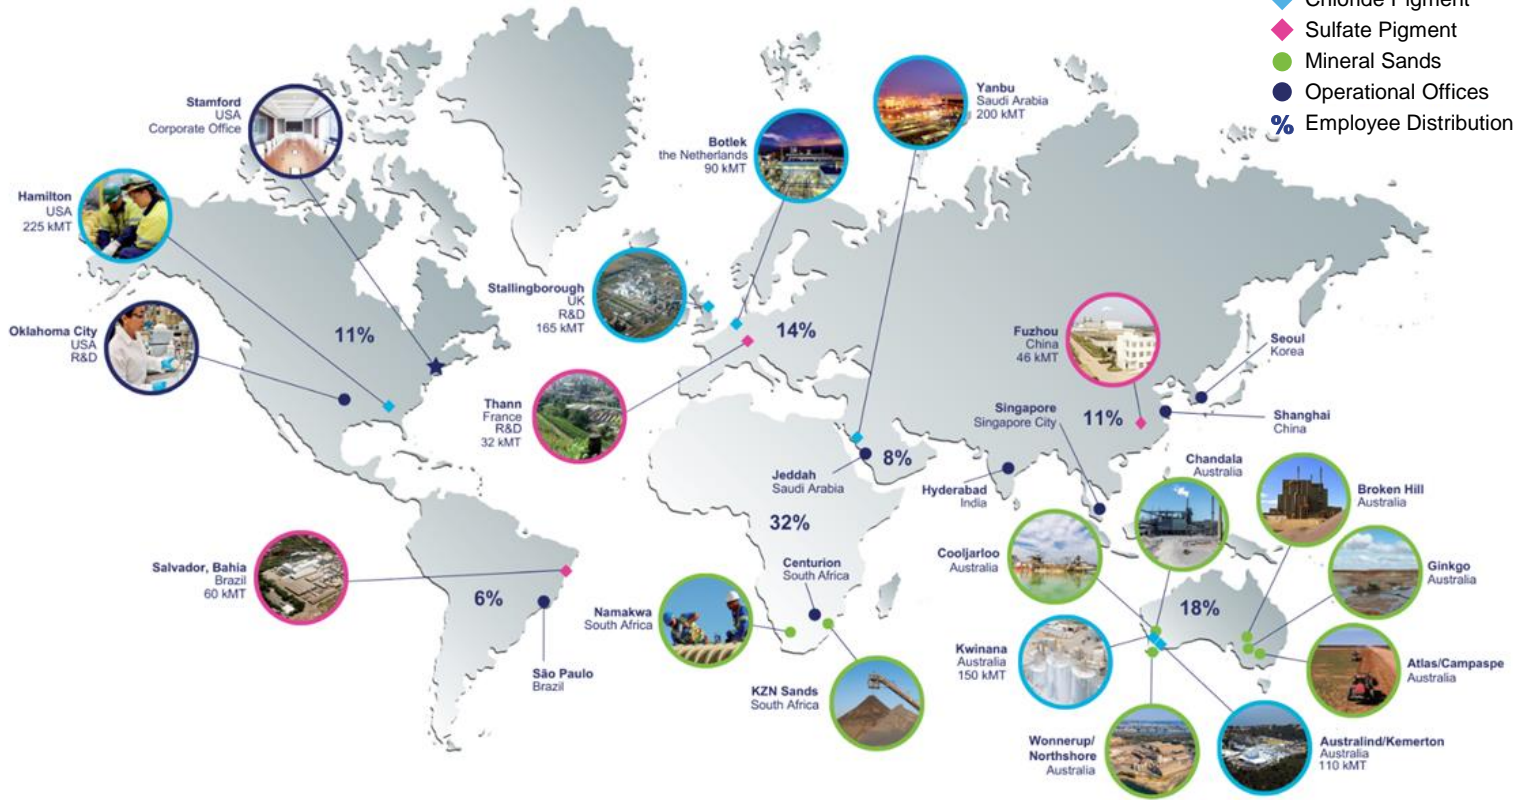 Chloride Pigment
Sulfate Pigment
Mineral Sands
Operational Offices
% Employee Distribution
Stamford
USA
Corporate Office
Hamilton
USA
225 kMT
Oklahoma City
USA
R&D
11%
Botlek
the Netherlands
90 kMT
Yanbu
Saudi Arabia
200 kMT
Stallingborough
UK
R&D
165 kMT
14%
Thann
France
R&D
32 kMT
Fuzhou
China
46 kMT
Seoul
Korea
Singapore
Singapore City
11%
Shanghai
China
Jeddah
Saudi Arabia
8%
Hyderabad
India
Chandala
Australia
Broken Hill
Australia
32%
Salvador, Bahia
Brazil
60 kMT
6%
São Paulo
Brazil
Centurion
South Africa
Namakwa
South Africa
KZN Sands
South Africa
Cooljarloo
Australia
Ginkgo
Australia
18%
Kwinana
Australia
150 kMT
Atlas/Campaspe
Australia
Wonnerup/
Northshore
Australia
Australind/Kemerton
Australia
110 kMT